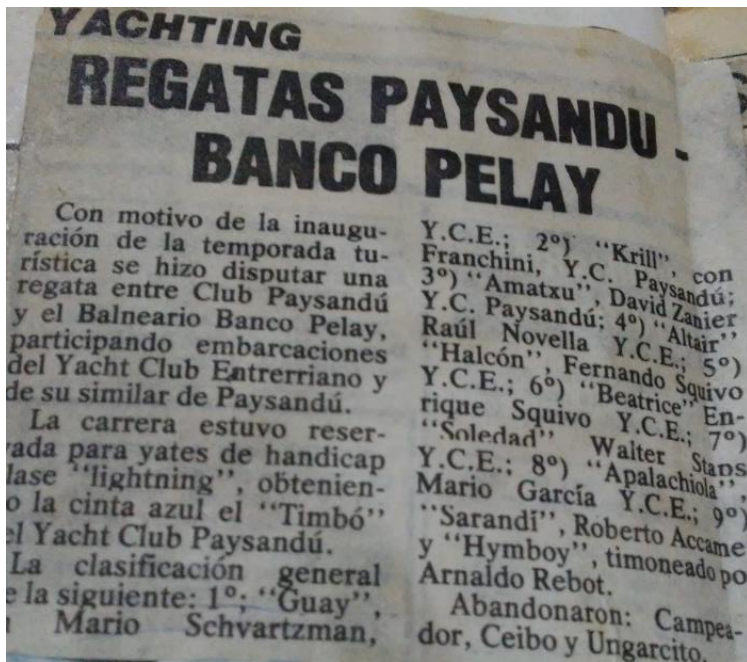 YACHTING
REGATAS PAYSANDU -
BANCO PELAY
Con motivo de la inaugu-
ración de la temporada tu-
rística se hizo disputar una
regata entre Club Paysandú
y el Balneario Banco Pelay,
participando embarcaciones
del Yacht Club Entrerriano y
de su similar de Paysandú.
La carrera estuvo reser-
vada para yates de handicap
lase "lightning", obtenien-
o la cinta azul el "Timbó"
el Yacht Club Paysandú.
La clasificación general
e la siguiente: 1º; "Guay",
Mario Schvartzman,
Y.C.E.; 2º) "Krill", con
Franchini, Y.C. Paysandú;
3º) "Amatxu", David Zanier
Y.C. Paysandú; 4º) "Altair"
Raúl Novella Y.C.E.; 5º)
"Halcón", Fernando Squivo
Y.C.E.; 6º) "Beatrice" En-
rique Squivo Y.C.E.; 7º)
"Soledad" Walter Stans
Y.C.E.; 8º) "Apalachiola",
Mario García Y.C.E.; 9º)
"Sarandí", Roberto Accame
y "Hymboy", timoneado po
Arnaldo Rebot.
Abandonaron: Campea-
dor, Ceibo y Ungarcito.